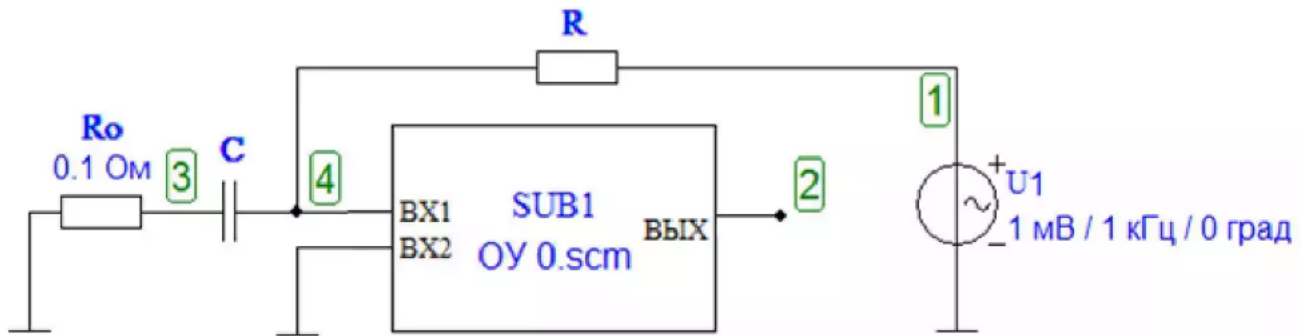 R
1
Ro
0.1 Ом
3
C
4
ВХ1
ВХ2
SUB1
ОУ 0.scm
ВЫХ
2
+
U1
1 мВ / 1 кГц / 0 град
−